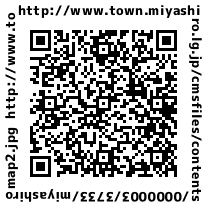 http://www.town.miyashi
ro.lg.jp/cmsfiles/contents
/0000003/3733/miyashiro
map2.jpg http://www.to